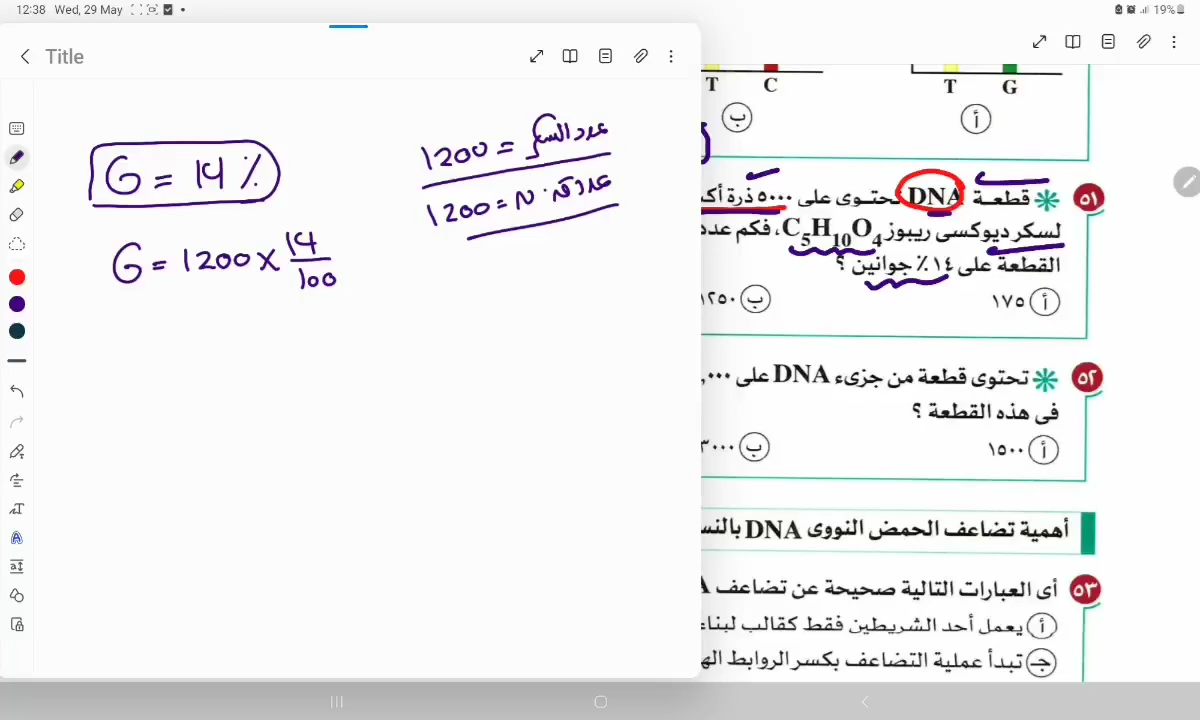 12:38 Wed, 29 May
19%
Title
G = 14 %
عدد السكر = 1200
عدد ق.ن = 1200
G = 1200 × 14/100
T C
T G
ب
أ
٥١ قطعة DNA تحتوى على ٥٠٠٠ ذرة أك
لسكر ديوكسى ريبوز C5H10O4، فكم عدد
القطعة على ١٤٪ جوانين ؟
أ ١٧٥
ب ١٢٥٠
٥٢ تحتوى قطعة من جزىء DNA على ٠٠٠,
فى هذه القطعة ؟
أ ١٥٠٠
ب ٣٠٠٠
أهمية تضاعف الحمض النووى DNA بالنس
٥٣ أى العبارات التالية صحيحة عن تضاعف A
أ يعمل أحد الشريطين فقط كقالب لبناء
جـ تبدأ عملية التضاعف بكسر الروابط اله